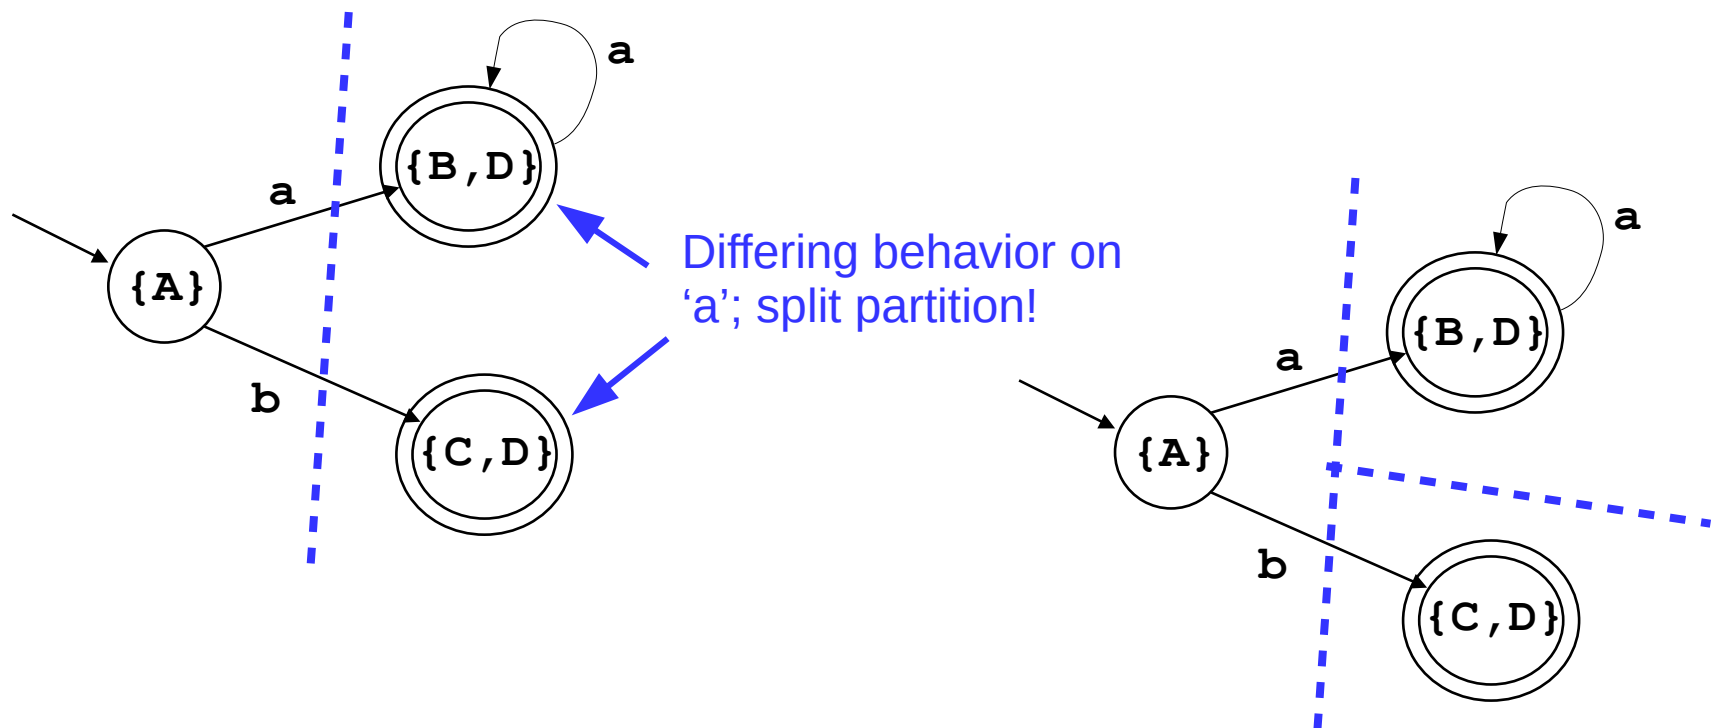 a
{B,D}
a
{A}
b
{C,D}
Differing behavior on
‘a’; split partition!
a
{B,D}
a
{A}
b
{C,D}